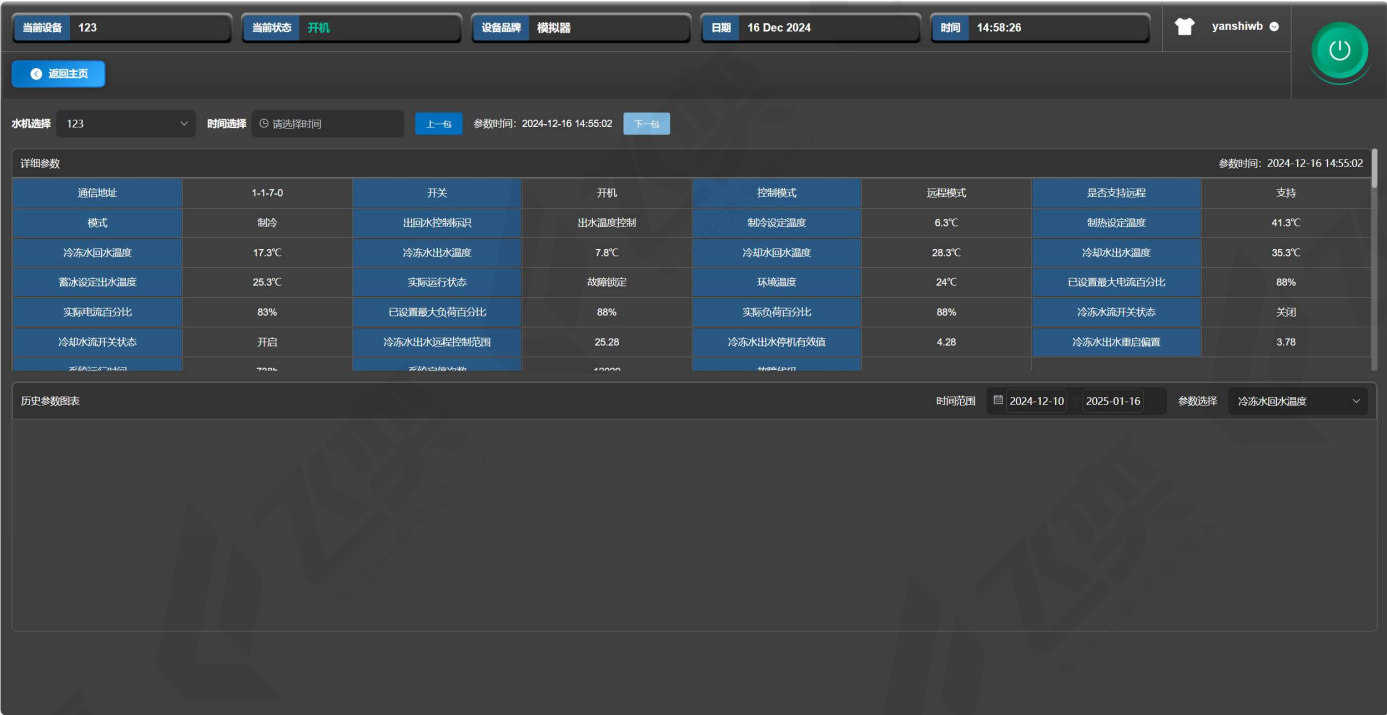 当前设备 123 当前状态 开机 设备品牌 模拟器 日期 16 Dec 2024 时间 14:58:26 yanshiwb
返回主页
水机选择 123 时间选择 请选择时间 上一包 参数时间：2024-12-16 14:55:02 下一包
详细参数 参数时间：2024-12-16 14:55:02
通信地址 1-1-7-0 开关 开机 控制模式 远程模式 是否支持远程 支持
模式 制冷 出回水控制标识 出水温度控制 制冷设定温度 6.3℃ 制热设定温度 41.3℃
冷冻水回水温度 17.3℃ 冷冻水出水温度 7.8℃ 冷却水回水温度 28.3℃ 冷却水出水温度 35.3℃
蓄冰设定出水温度 25.3℃ 实际运行状态 故障锁定 环境温度 24℃ 已设置最大电流百分比 88%
实际电流百分比 83% 已设置最大负荷百分比 88% 实际负荷百分比 88% 冷冻水流开关状态 关闭
冷却水流开关状态 开启 冷冻水出水远程控制范围 25.28 冷冻水出水停机有效值 4.28 冷冻水出水重启偏置 3.78
历史参数图表 时间范围 2024-12-10 2025-01-16 参数选择 冷冻水回水温度